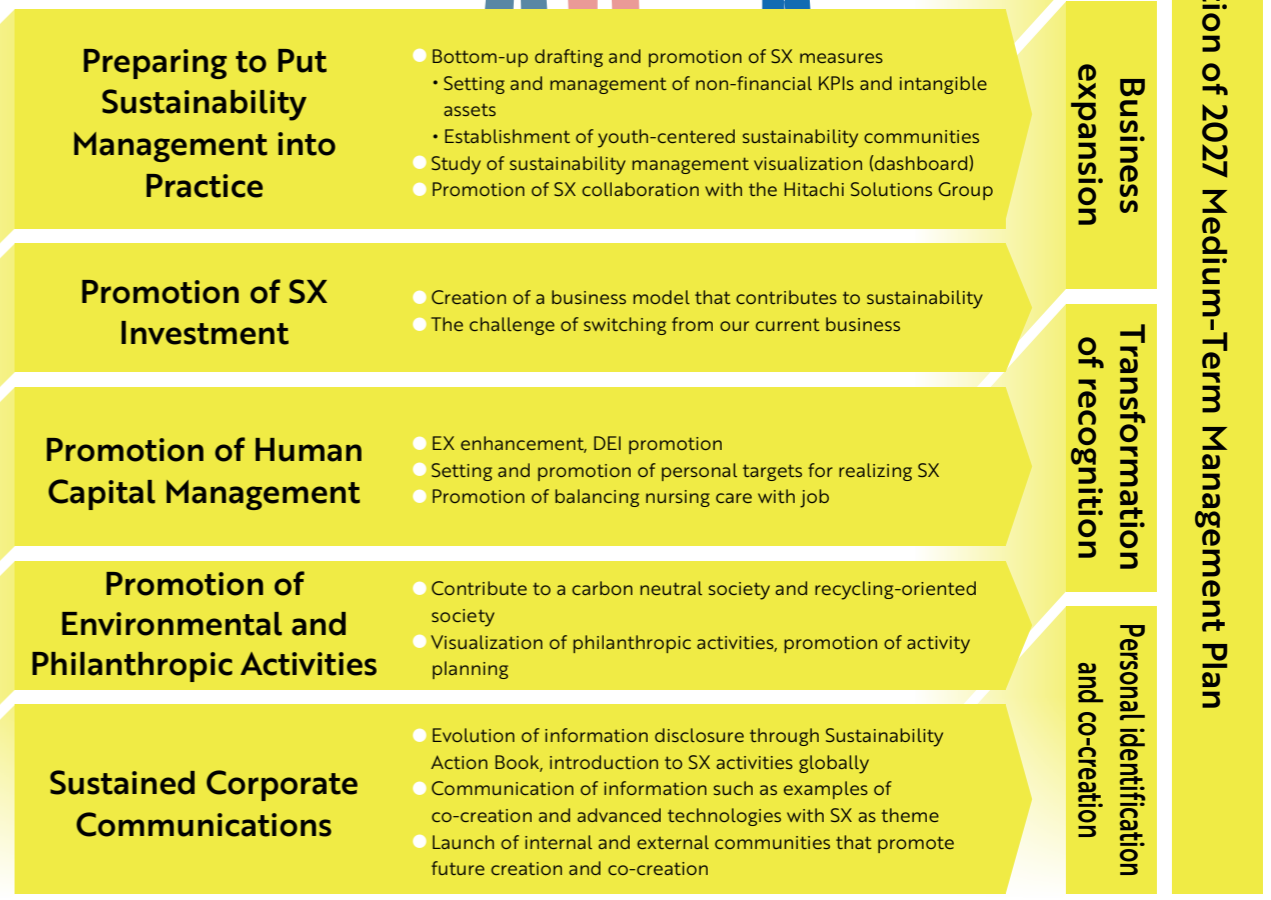 Preparing to Put
Sustainability
Management into
Practice
● Bottom-up drafting and promotion of SX measures
・Setting and management of non-financial KPIs and intangible
assets
・Establishment of youth-centered sustainability communities
● Study of sustainability management visualization (dashboard)
● Promotion of SX collaboration with the Hitachi Solutions Group
Promotion of SX
Investment
● Creation of a business model that contributes to sustainability
● The challenge of switching from our current business
Promotion of Human
Capital Management
● EX enhancement, DEI promotion
● Setting and promotion of personal targets for realizing SX
● Promotion of balancing nursing care with job
Promotion of
Environmental and
Philanthropic Activities
● Contribute to a carbon neutral society and recycling-oriented
society
● Visualization of philanthropic activities, promotion of activity
planning
Sustained Corporate
Communications
● Evolution of information disclosure through Sustainability
Action Book, introduction to SX activities globally
● Communication of information such as examples of
co-creation and advanced technologies with SX as theme
● Launch of internal and external communities that promote
future creation and co-creation
Business
expansion
Transformation
of recognition
Personal identification
and co-creation
of 2027 Medium-Term Management Plan